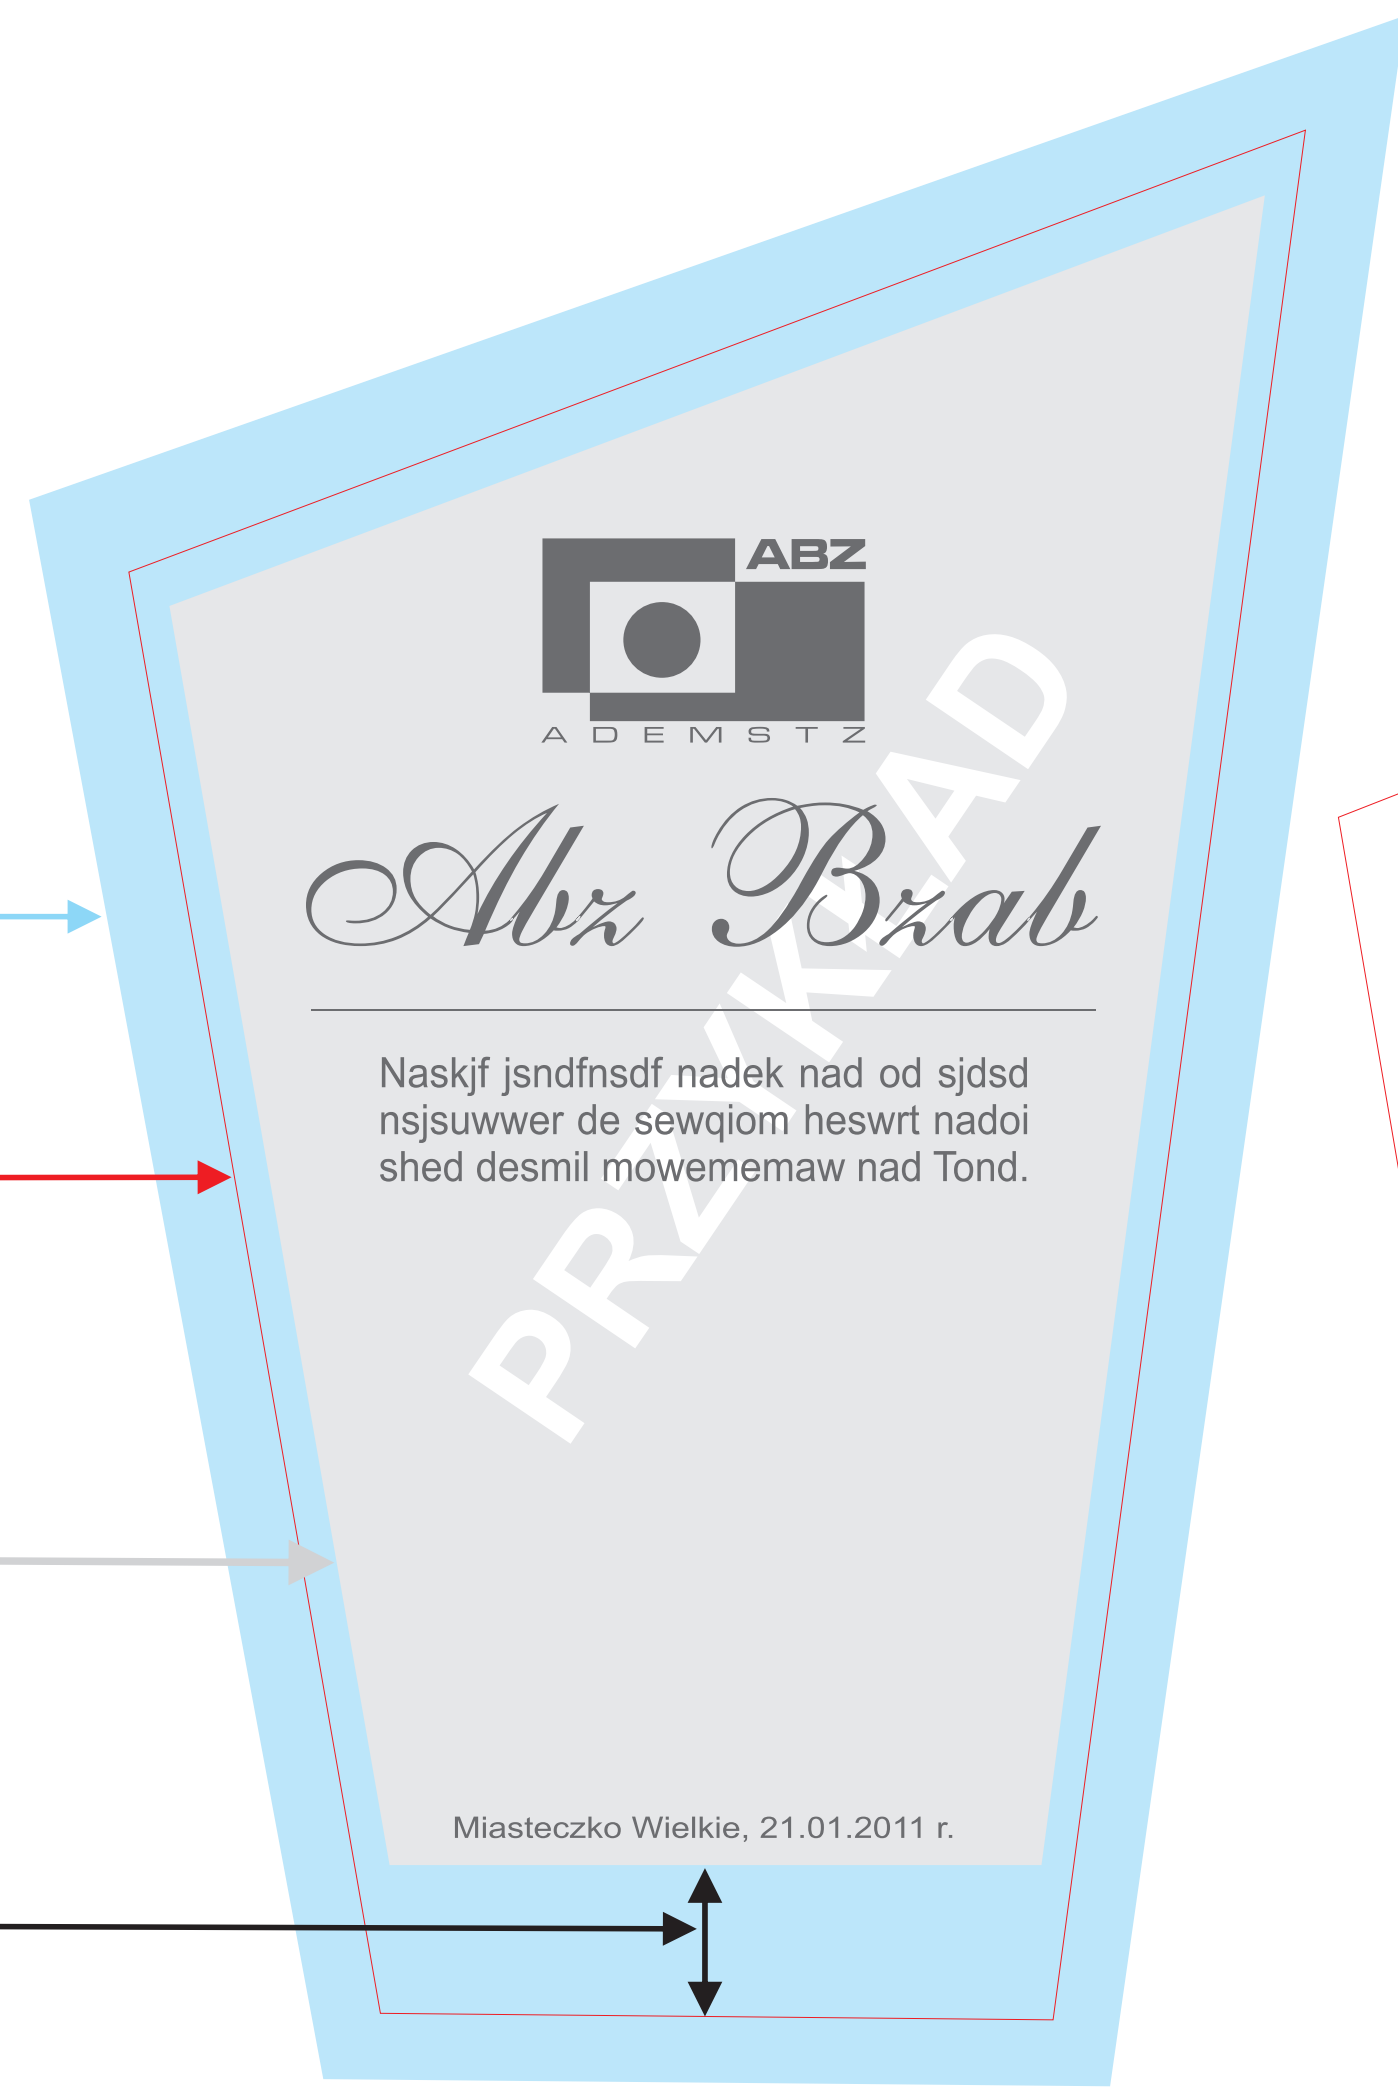 ABZ
ADEMSTZ
Abz Bzab
Naskjf jsndfnsdf nadek nad od sjdsd
nsjsuwwer de sewqiom heswrt nadoi
shed desmil mowememaw nad Tond.
PRZYKŁAD
Miasteczko Wielkie, 21.01.2011 r.